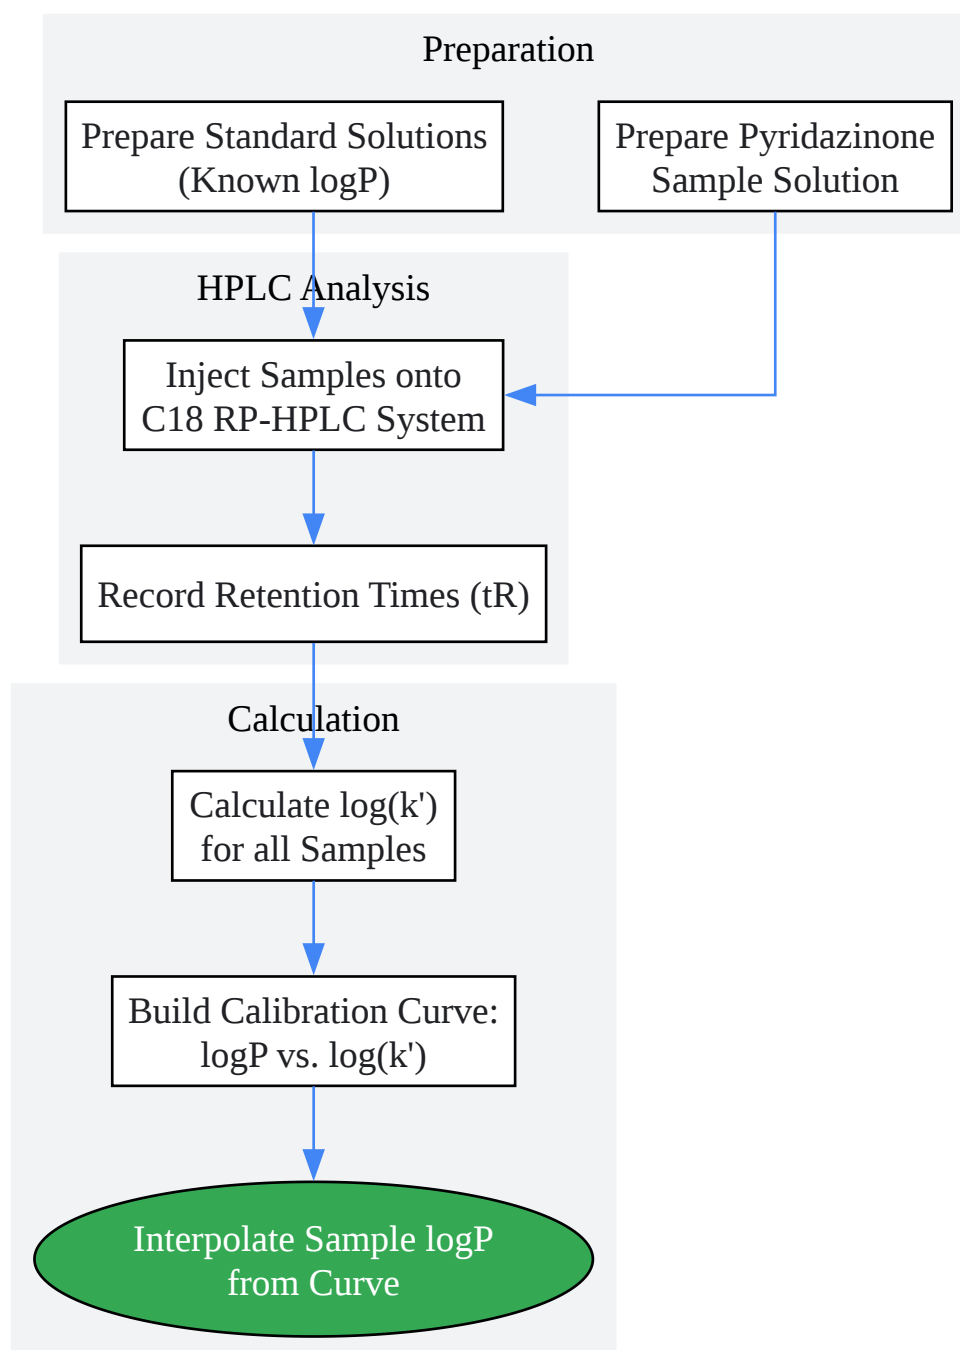 Preparation
Prepare Standard Solutions
(Known logP)
Prepare Pyridazinone
Sample Solution
HPLC Analysis
Inject Samples onto
C18 RP-HPLC System
Record Retention Times (tR)
Calculation
Calculate log(k')
for all Samples
Build Calibration Curve:
logP vs. log(k')
Interpolate Sample logP
from Curve